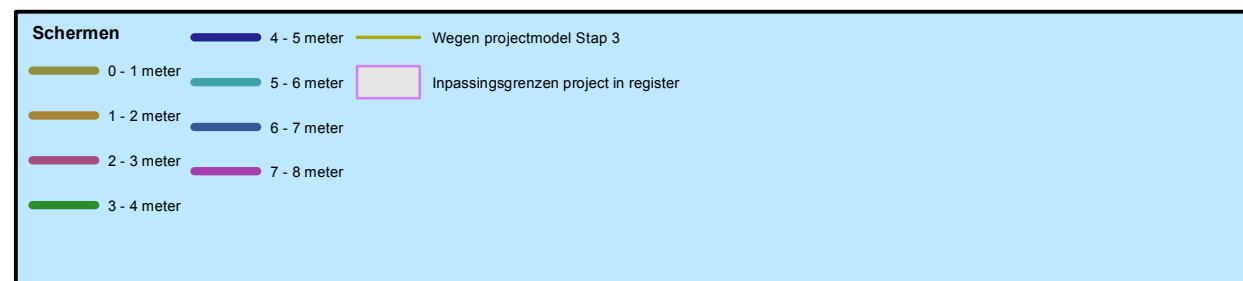 Schermen
0 - 1 meter
1 - 2 meter
2 - 3 meter
3 - 4 meter
4 - 5 meter
5 - 6 meter
6 - 7 meter
7 - 8 meter
Wegen projectmodel Stap 3
Inpassingsgrenzen project in register